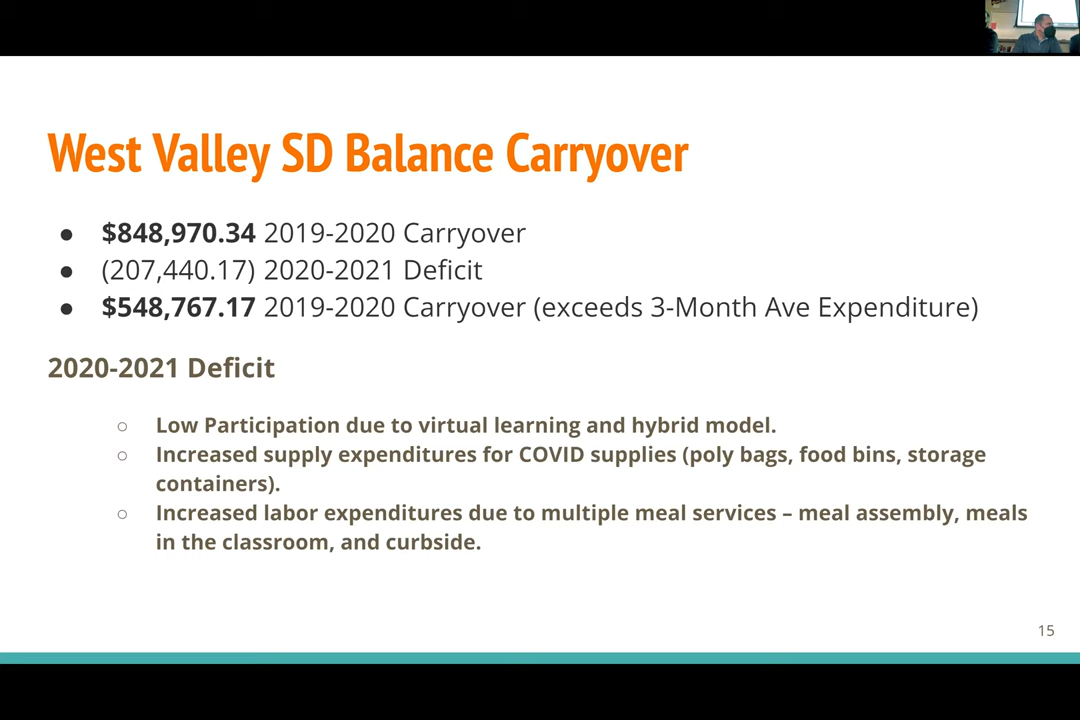 West Valley SD Balance Carryover
● $848,970.34 2019-2020 Carryover
● (207,440.17) 2020-2021 Deficit
● $548,767.17 2019-2020 Carryover (exceeds 3-Month Ave Expenditure)
2020-2021 Deficit
○ Low Participation due to virtual learning and hybrid model.
○ Increased supply expenditures for COVID supplies (poly bags, food bins, storage
containers).
○ Increased labor expenditures due to multiple meal services – meal assembly, meals
in the classroom, and curbside.
15